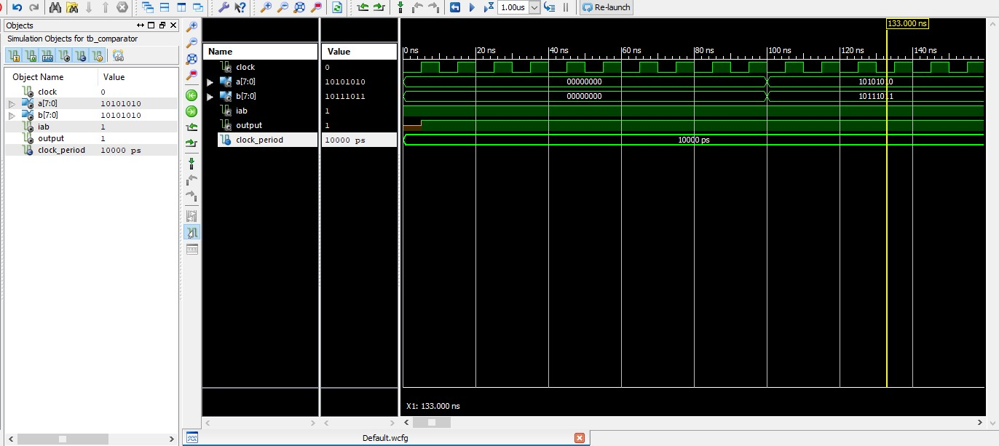 1.00us
Re-launch
Objects
Simulation Objects for tb_comparator
Object Name Value
clock 0
a[7:0] 10101010
b[7:0] 10101010
iab 1
output 1
clock_period 10000 ps
Name Value
clock 0
a[7:0] 10101010
b[7:0] 10111011
iab 1
output 1
clock_period 10000 ps
133.000 ns
0 ns 20 ns 40 ns 60 ns 80 ns 100 ns 120 ns 140 ns
00000000 10101010
00000000 10111011
10000 ps
X1: 133.000 ns
Default.wcfg